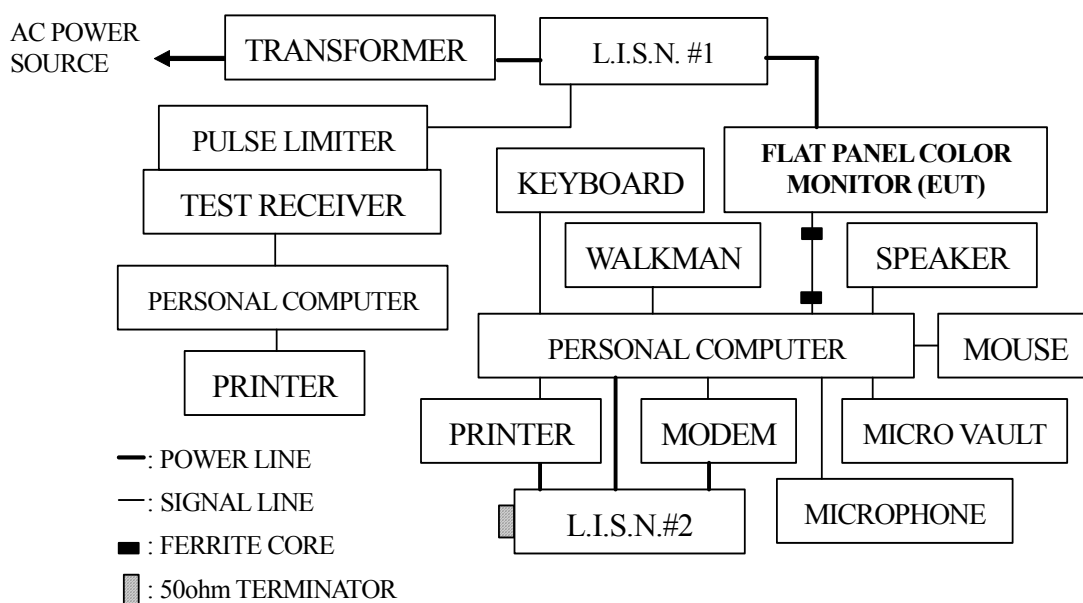 AC POWER
SOURCE
TRANSFORMER
L.I.S.N. #1
PULSE LIMITER
TEST RECEIVER
PERSONAL COMPUTER
PRINTER
KEYBOARD
FLAT PANEL COLOR
MONITOR (EUT)
WALKMAN
SPEAKER
PERSONAL COMPUTER
MOUSE
PRINTER
MODEM
MICRO VAULT
L.I.S.N.#2
MICROPHONE
: POWER LINE
: SIGNAL LINE
: FERRITE CORE
: 50ohm TERMINATOR